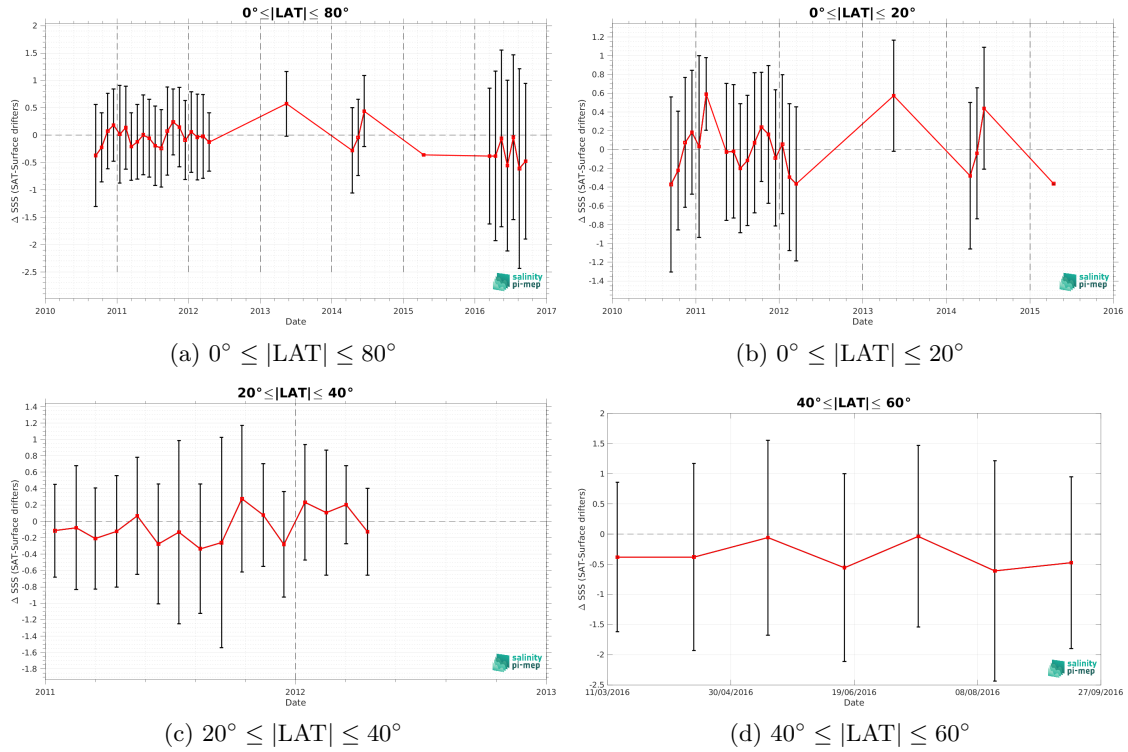 0°≤|LAT|≤ 80°
Δ SSS (SAT-Surface drifters)
2
1.5
1
0.5
0
-0.5
-1
-1.5
-2
-2.5
2010 2011 2012 2013 2014 2015 2016 2017
Date
salinity
pi-mep
(a) 0° ≤ |LAT| ≤ 80°
0°≤|LAT|≤ 20°
Δ SSS (SAT-Surface drifters)
1.2
1
0.8
0.6
0.4
0.2
0
-0.2
-0.4
-0.6
-0.8
-1
-1.2
-1.4
2010 2011 2012 2013 2014 2015 2016
Date
salinity
pi-mep
(b) 0° ≤ |LAT| ≤ 20°
20°≤|LAT|≤ 40°
Δ SSS (SAT-Surface drifters)
1.4
1.2
1
0.8
0.6
0.4
0.2
0
-0.2
-0.4
-0.6
-0.8
-1
-1.2
-1.4
-1.6
-1.8
2011 2012 2013
Date
salinity
pi-mep
(c) 20° ≤ |LAT| ≤ 40°
40°≤|LAT|≤ 60°
Δ SSS (SAT-Surface drifters)
2
1.5
1
0.5
0
-0.5
-1
-1.5
-2
-2.5
11/03/2016 30/04/2016 19/06/2016 08/08/2016 27/09/2016
Date
salinity
pi-mep
(d) 40° ≤ |LAT| ≤ 60°